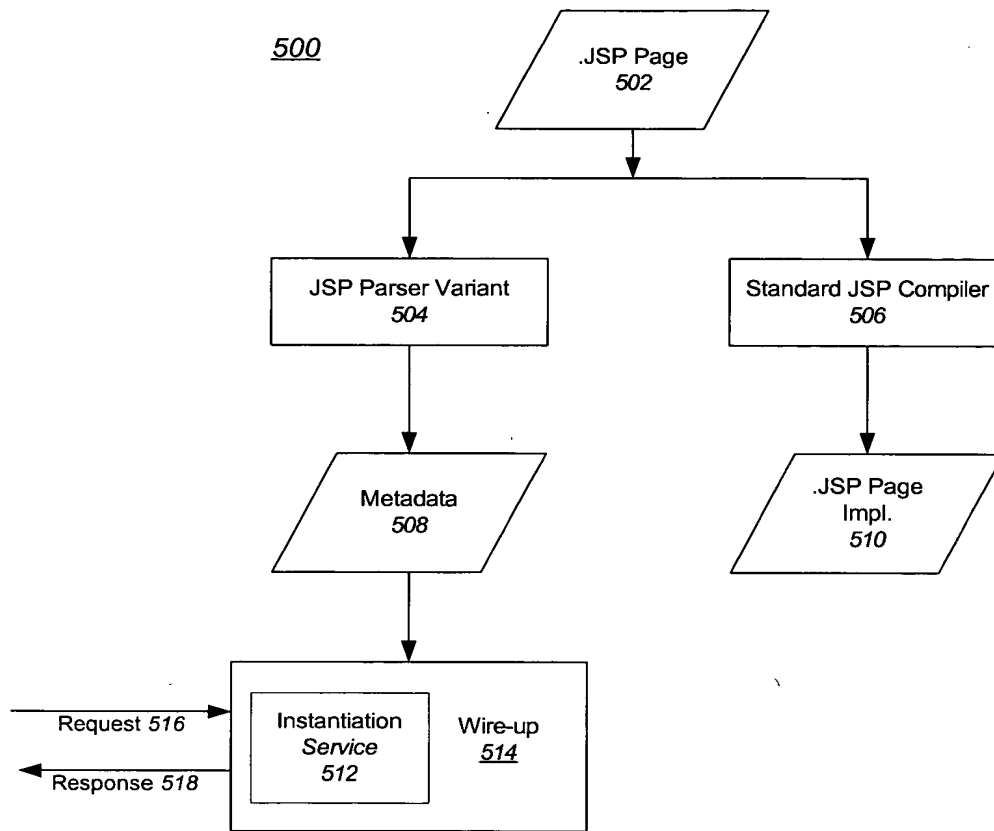 500
.JSP Page
502
JSP Parser Variant
504
Standard JSP Compiler
506
Metadata
508
.JSP Page
Impl.
510
Request 516
Response 518
Instantiation
Service
512
Wire-up
514